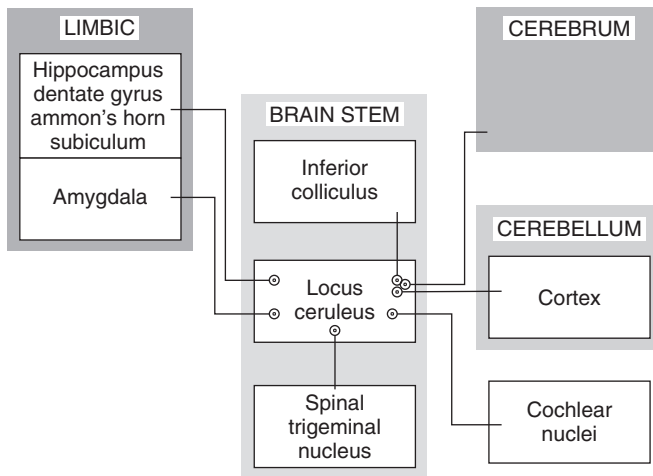 LIMBIC
Hippocampus
dentate gyrus
ammon's horn
subiculum
Amygdala
BRAIN STEM
Inferior
colliculus
Locus
ceruleus
Spinal
trigeminal
nucleus
CEREBRUM
CEREBELLUM
Cortex
Cochlear
nuclei